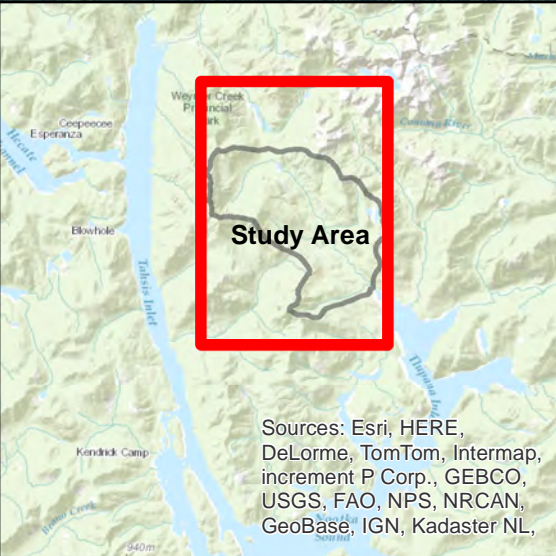 Weymer Creek
Provincial
Park
Ceepeecee
Esperanza
Hecate
Channel
Conuma River
Blowhole
Study Area
Tahsis Inlet
Tlupana Inlet
Kendrick Camp
Sources: Esri, HERE,
DeLorme, TomTom, Intermap,
increment P Corp., GEBCO,
USGS, FAO, NPS, NRCAN,
GeoBase, IGN, Kadaster NL,
Nootka
Sound
Creek
940m